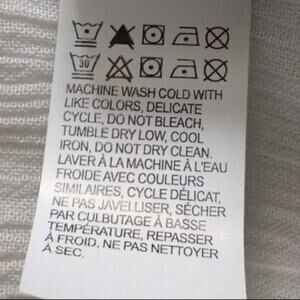 30
MACHINE WASH COLD WITH
LIKE COLORS, DELICATE
CYCLE, DO NOT BLEACH,
TUMBLE DRY LOW, COOL
IRON, DO NOT DRY CLEAN.
LAVER À LA MACHINE À L'EAU
FROIDE AVEC COULEURS
SIMILAIRES, CYCLE DÉLICAT,
NE PAS JAVELLISER, SÉCHER
PAR CULBUTAGE À BASSE
TEMPÉRATURE, REPASSER
À FROID, NE PAS NETTOYER
À SEC.